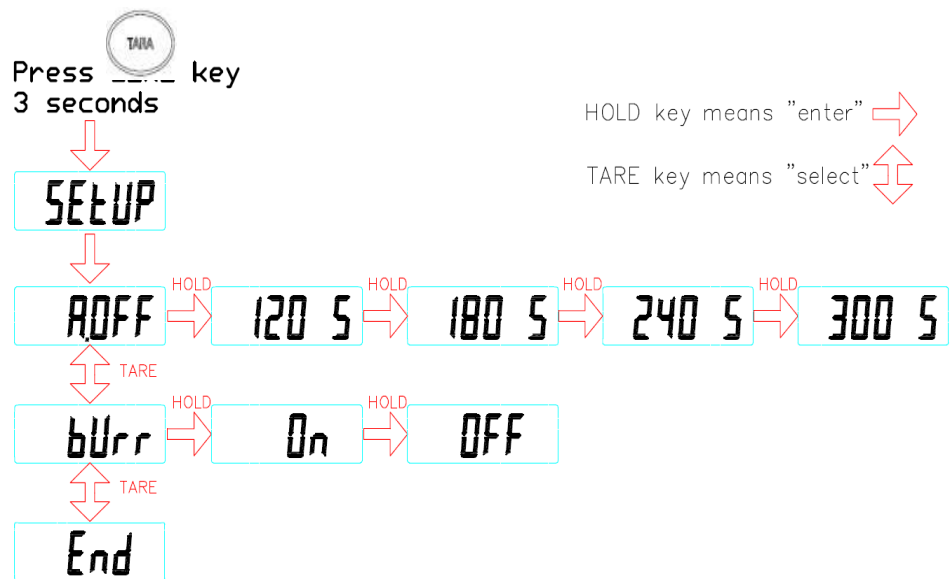 TARA
Press key
3 seconds
HOLD key means "enter"
TARE key means "select"
SEtUP
A.OFF HOLD 120 S HOLD 180 S HOLD 240 S HOLD 300 S
TARE
bUrr HOLD On HOLD OFF
TARE
End